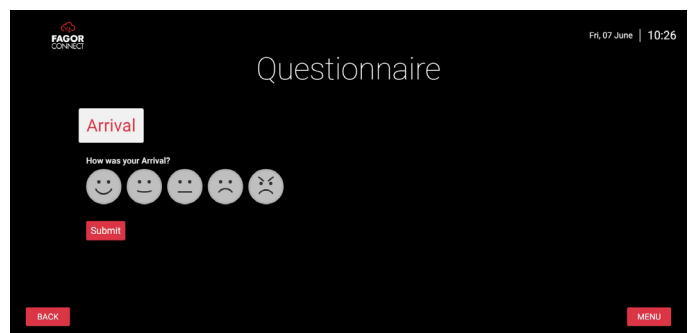 FAGOR
CONNECT
Fri, 07 June | 10:26
Questionnaire
Arrival
How was your Arrival?
Submit
BACK
MENU